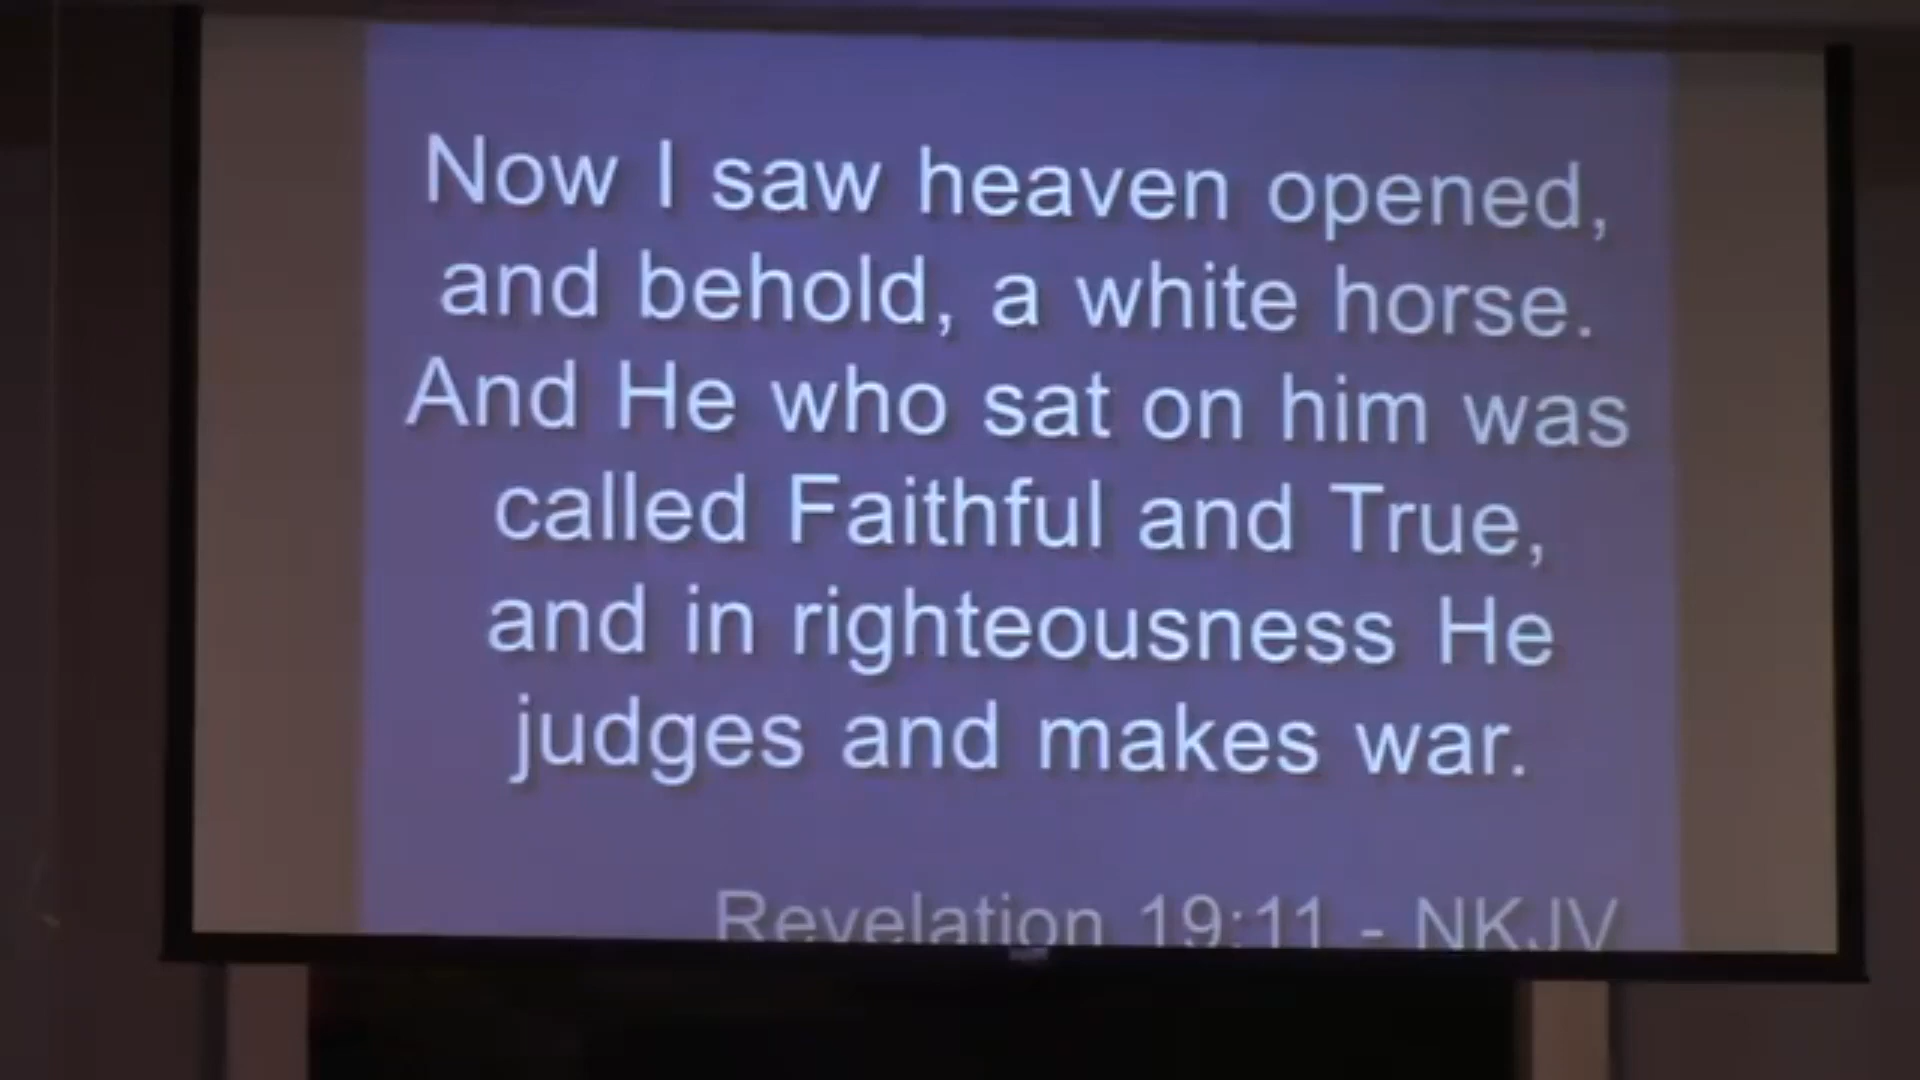 Now I saw heaven opened,
and behold, a white horse.
And He who sat on him was
called Faithful and True,
and in righteousness He
judges and makes war.
Revelation 19:11 - NKJV